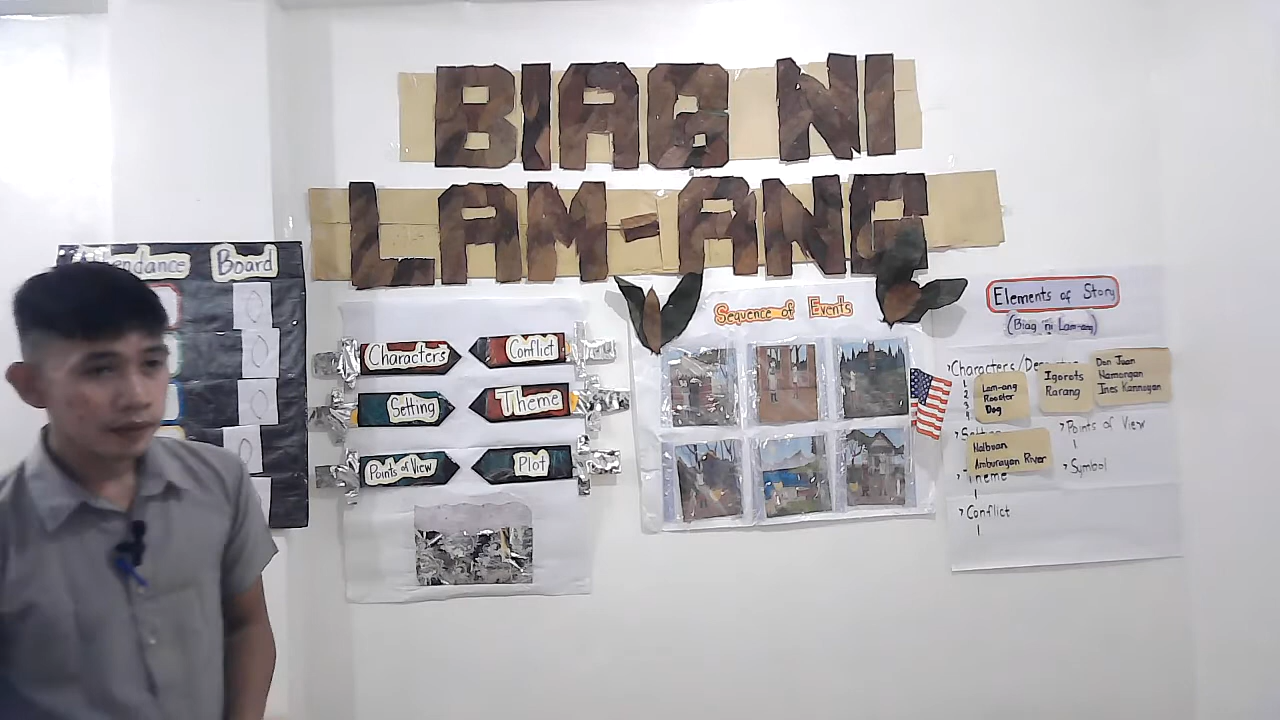 BIAG NI
LAM-ANG
Attendance Board
Characters
Conflict
Setting
Theme
Points of View
Plot
Sequence of Events
Elements of Story
(Biag ni Lam-ang)
Characters/
1
2
Lam-ang
Rooster
Dog
Igorots
Rarang
Don Juan
Namongan
Ines Kannoyan
Nalbuan
Amburayan River
Theme
Conflict
Points of View
Symbol